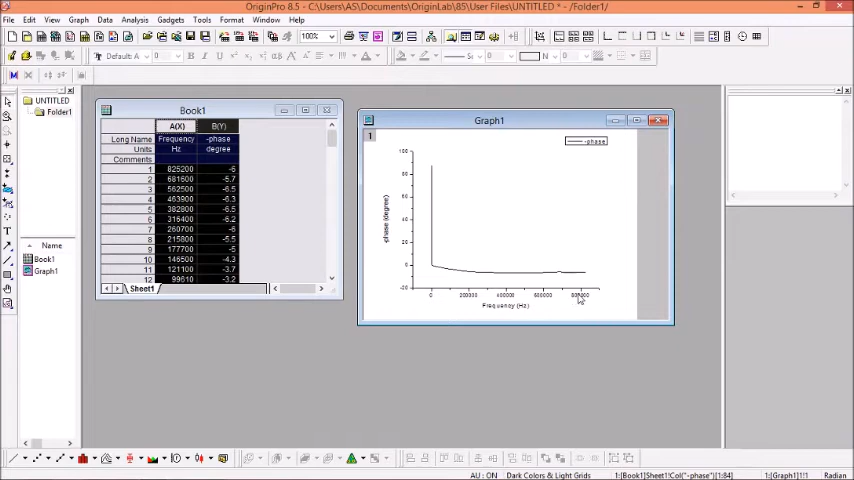 OriginPro 8.5 - C:\Users\AS\Documents\OriginLab\85\User Files\UNTITLED * - /Folder1/
File Edit View Graph Data Analysis Gadgets Tools Format Window Help
100%
Default: A 0
B I U
0
N
UNTITLED
Folder1
Name
Book1
Graph1
Book1
A(X) B(Y)
Long Name Frequency -phase
Units Hz degree
Comments
1 825200 -6
2 681600 -5.7
3 562500 -6.5
4 463900 -6.3
5 382800 -6.5
6 316400 -6.2
7 260700 -6
8 215800 -5.5
9 177700 -5
10 146500 -4.3
11 121100 -3.7
12 99610 -3.2
Sheet1
Graph1
1
-phase
100
80
60
40
20
0
-20
-phase (degree)
0 200000 400000 600000 800000
Frequency (Hz)
AU : ON Dark Colors & Light Grids 1:[Book1]Sheet1!Col("-phase")[1:84] 1:[Graph1]1!1 Radian